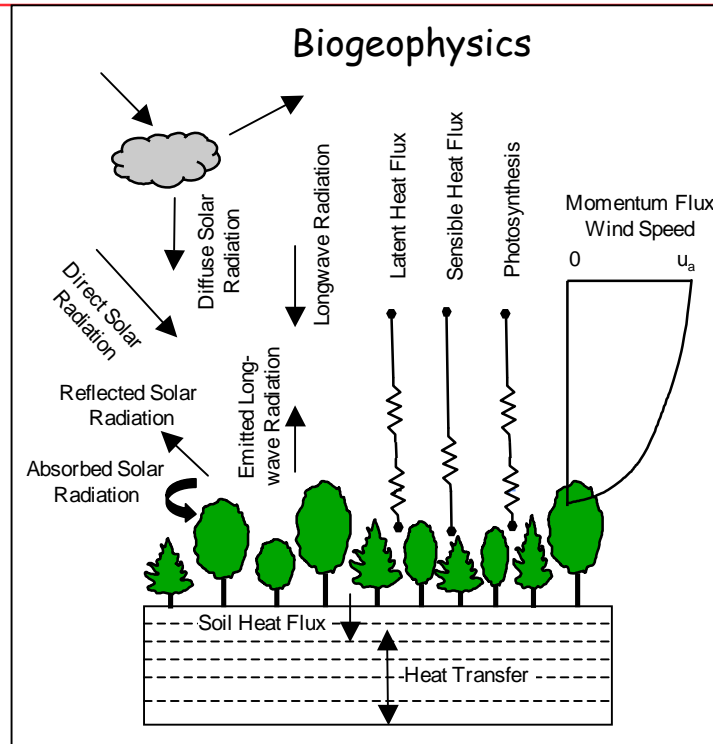 Biogeophysics
Diffuse Solar
Radiation
Longwave Radiation
Latent Heat Flux
Sensible Heat Flux
Photosynthesis
Momentum Flux
Wind Speed
0 uₐ
Direct Solar
Radiation
Reflected Solar
Radiation
Emitted Long-
wave Radiation
Absorbed Solar
Radiation
Soil Heat Flux
Heat Transfer